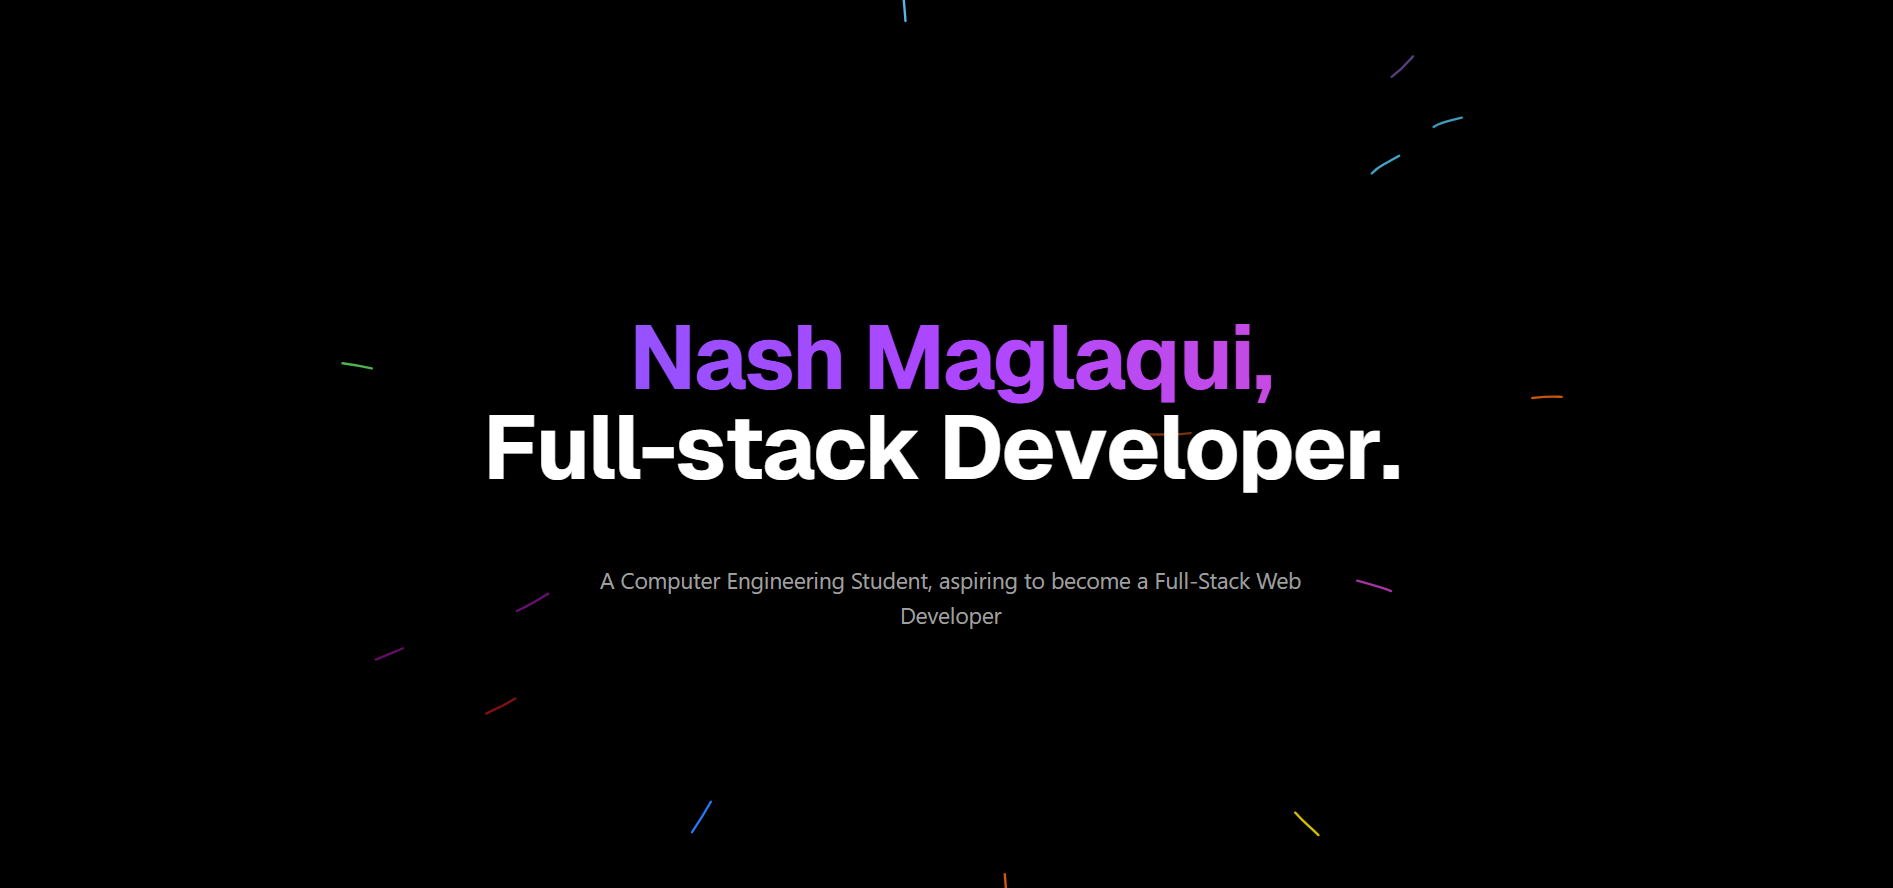 Nash Maglaqui,
Full-stack Developer.
A Computer Engineering Student, aspiring to become a Full-Stack Web
Developer